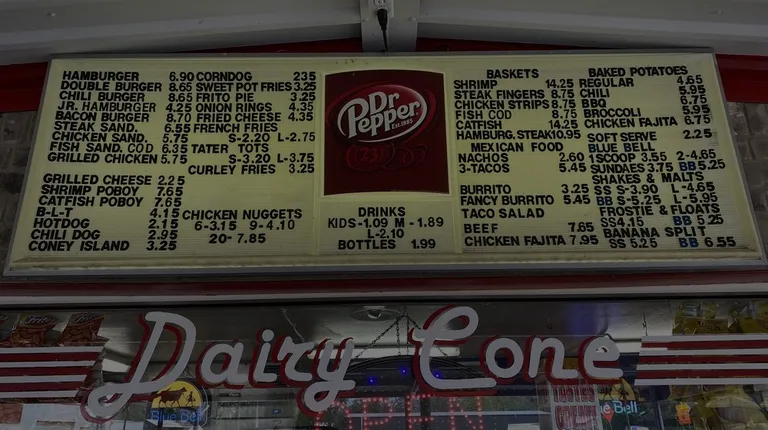 HAMBURGER 6.90
DOUBLE BURGER 8.65
CHILI BURGER 8.65
JR. HAMBURGER 4.25
BACON BURGER 8.70
STEAK SAND. 6.55
CHICKEN SAND. 5.75
FISH SAND. COD 6.35
GRILLED CHICKEN 5.75
GRILLED CHEESE 2.25
SHRIMP POBOY 7.65
CATFISH POBOY 7.65
B-L-T 4.15
HOTDOG 2.15
CHILI DOG 2.95
CONEY ISLAND 3.25
CORNDOG 235
SWEET POT FRIES 3.25
FRITO PIE 3.25
ONION RINGS 4.35
FRIED CHEESE 4.35
FRENCH FRIES
S-2.20 L-2.75
TATER TOTS
S-3.20 L-3.75
CURLEY FRIES 3.25
CHICKEN NUGGETS
6-3.15 9-4.10
20-7.85
Dr Pepper
Est. 1885
DRINKS
KIDS-1.09 M-1.89
L-2.10
BOTTLES 1.99
BASKETS
SHRIMP 14.25
STEAK FINGERS 8.75
CHICKEN STRIPS 8.75
FISH COD 8.75
CATFISH 14.25
HAMBURG. STEAK 10.95
MEXICAN FOOD
NACHOS 2.60
3-TACOS 5.45
BURRITO 3.25
FANCY BURRITO 5.45
TACO SALAD
BEEF 7.65
CHICKEN FAJITA 7.95
BAKED POTATOES
REGULAR 4.65
CHILI 5.95
BBQ 6.75
BROCCOLI 5.95
CHICKEN FAJITA 6.75
SOFT SERVE 2.25
BLUE BELL
1 SCOOP 3.55 2-4.65
SUNDAES 3.75 BB 5.25
SHAKES & MALTS
SS S-3.90 L-4.65
BB S-5.25 L-5.95
FROSTIE & FLOATS
SS 4.15 BB 5.25
BANANA SPLIT
SS 5.25 BB 6.55
Dairy Cone
Blue Bell
OPEN
e Bell